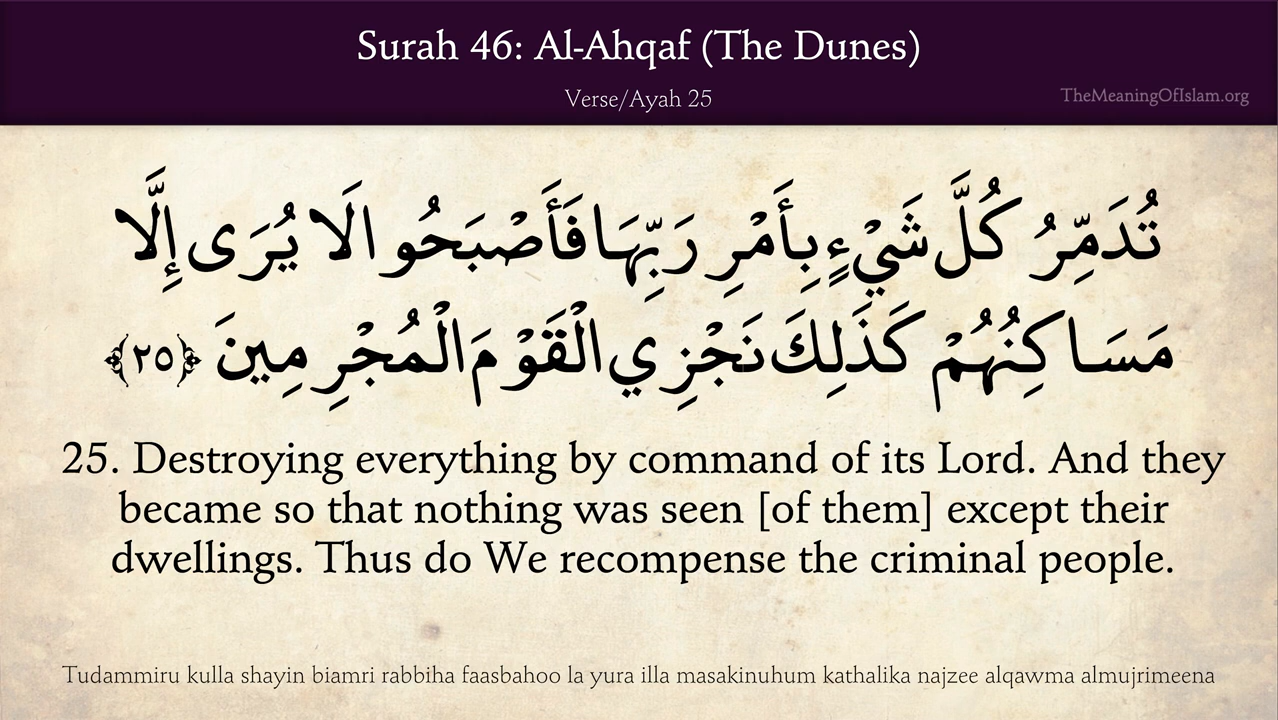 Surah 46: Al-Ahqaf (The Dunes)
Verse/Ayah 25
TheMeaningOfIslam.org
تُدَمِّرُ كُلَّ شَيْءٍ بِأَمْرِ رَبِّهَا فَأَصْبَحُوا لَا يُرَى إِلَّا
مَسَاكِنُهُمْ كَذَلِكَ نَجْزِي الْقَوْمَ الْمُجْرِمِينَ ﴿٢٥﴾
25. Destroying everything by command of its Lord. And they
became so that nothing was seen [of them] except their
dwellings. Thus do We recompense the criminal people.
Tudammiru kulla shayin biamri rabbiha faasbahoo la yura illa masakinuhum kathalika najzee alqawma almujrimeena